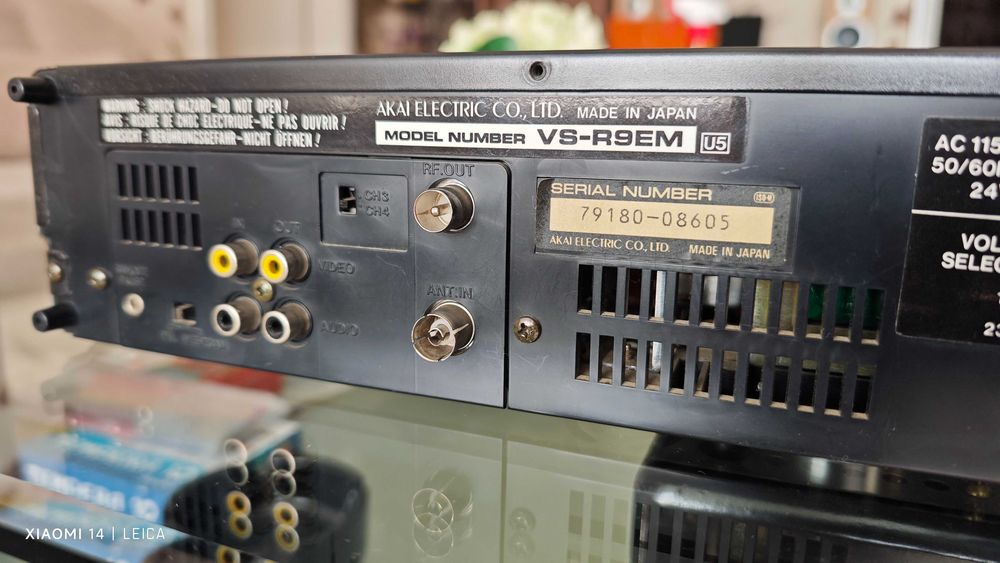 WARNING : SHOCK HAZARD-DO NOT OPEN!
AVIS : RISQUE DE CHOC ELECTRIQUE-NE PAS OUVRIR!
VORSICHT : BERÜHRUNGSGEFAHR-NICHT ÖFFNEN!
AKAI ELECTRIC CO., LTD. MADE IN JAPAN
MODEL NUMBER VS-R9EM U5
RF.OUT
CH3
CH4
IN OUT
VIDEO
AUDIO
ANT.IN
SERIAL NUMBER
79180-08605
AKAI ELECTRIC CO., LTD. MADE IN JAPAN
AC 115
50/60
24
VOL
SELEC
23
XIAOMI 14 | LEICA